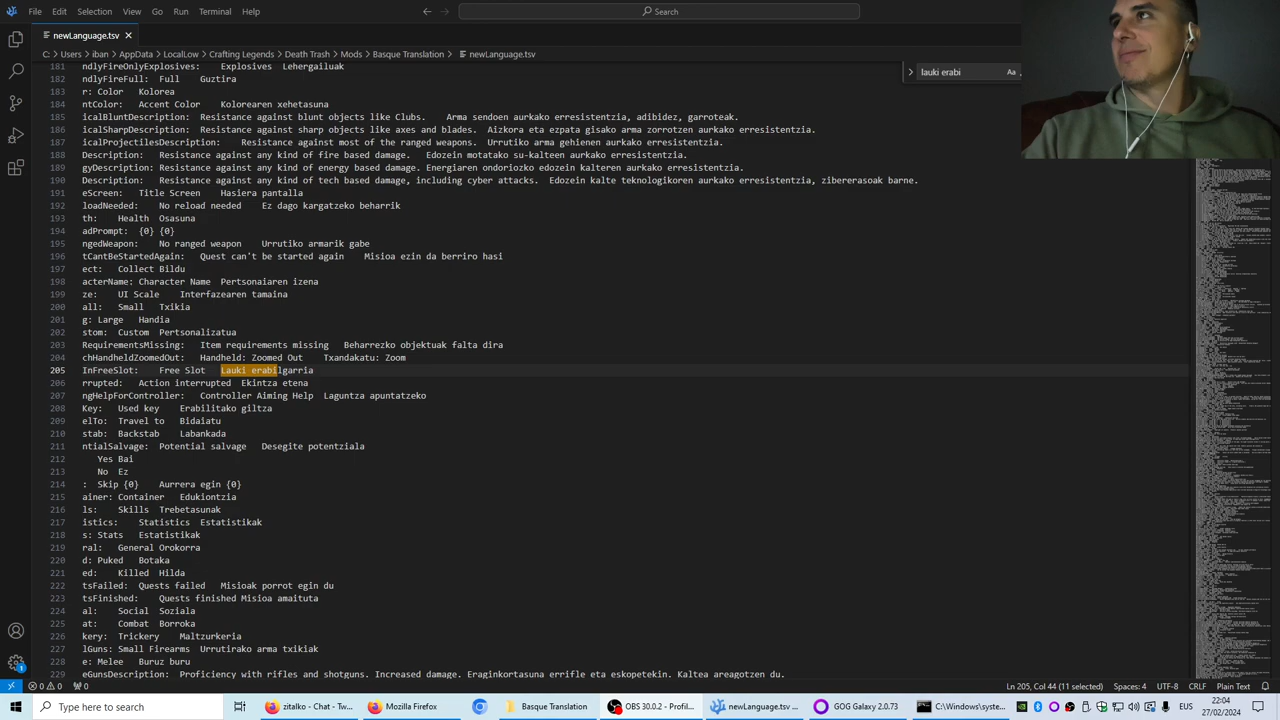 File Edit Selection View Go Run Terminal Help Search
newLanguage.tsv
C: > Users > iban > AppData > LocalLow > Crafting Legends > Death Trash > Mods > Basque Translation > newLanguage.tsv
lauki erabi Aa
181 ndlyFireOnlyExplosives: Explosives Lehergailuak
182 ndlyFireFull: Full Guztira
183 r: Color Kolorea
184 ntColor: Accent Color Kolorearen xehetasuna
185 icalBluntDescription: Resistance against blunt objects like Clubs. Arma sendoen aurkako erresistentzia, adibidez, garroteak.
186 icalSharpDescription: Resistance against sharp objects like axes and blades. Aizkora eta ezpata gisako arma zorrotzen aurkako erresistentzia.
187 icalProjectilesDescription: Resistance against most of the ranged weapons. Urrutiko arma gehienen aurkako erresistentzia.
188 Description: Resistance against any kind of fire based damage. Edozein motatako su-kalteen aurkako erresistentzia.
189 gyDescription: Resistance against any kind of energy based damage. Energiaren ondoriozko edozein kalteren aurkako erresistentzia.
190 Description: Resistance against any kind of tech based damage, including cyber attacks. Edozein kalte teknologikoren aurkako erresistentzia, zibererasoak barne.
191 eScreen: Title Screen Hasiera pantalla
192 loadNeeded: No reload needed Ez dago kargatzeko beharrik
193 th: Health Osasuna
194 adPrompt: {0} {0}
195 ngedWeapon: No ranged weapon Urrutiko armarik gabe
196 tCantBeStartedAgain: Quest can't be started again Misioa ezin da berriro hasi
197 ect: Collect Bildu
198 acterName: Character Name Pertsonaiaren izena
199 ze: UI Scale Interfazearen tamaina
200 all: Small Txikia
201 g: Large Handia
202 stom: Custom Pertsonalizatua
203 RequirementsMissing: Item requirements missing Beharrezko objektuak falta dira
204 chHandheldZoomedOut: Handheld: Zoomed Out Txandakatu: Zoom
205 InFreeSlot: Free Slot Lauki erabilgarria
206 rrupted: Action interrupted Ekintza etena
207 ngHelpForController: Controller Aiming Help Laguntza apuntatzeko
208 Key: Used key Erabilitako giltza
209 elTo: Travel to Bidaiatu
210 stab: Backstab Labankada
211 ntialSalvage: Potential salvage Desegite potentziala
212 Yes Bai
213 No Ez
214 : Skip {0} Aurrera egin {0}
215 ainer: Container Edukiontzia
216 ls: Skills Trebetasunak
217 istics: Statistics Estatistikak
218 s: Stats Estatistikak
219 ral: General Orokorra
220 d: Puked Botaka
221 ed: Killed Hilda
222 tsFailed: Quests failed Misioak porrot egin du
223 tsFinished: Quests finished Misioa amaituta
224 al: Social Soziala
225 at: Combat Borroka
226 kery: Trickery Maltzurkeria
227 lGuns: Small Firearms Urrutirako arma txikiak
228 e: Melee Buruz buru
229 eGunsDescription: Proficiency with rifles and shotguns. Increased damage. Eraginkortasuna errifle eta eskopetekin. Kaltea areagotzen du.
0 0 0 Ln 205, Col 44 (11 selected) Spaces: 4 UTF-8 CRLF Plain Text
Type here to search zitalko - Chat - Tw... Mozilla Firefox Basque Translation OBS 30.0.2 - Profil... newLanguage.tsv ... GOG Galaxy 2.0.73 C:\Windows\syste... EUS 22:04 27/02/2024